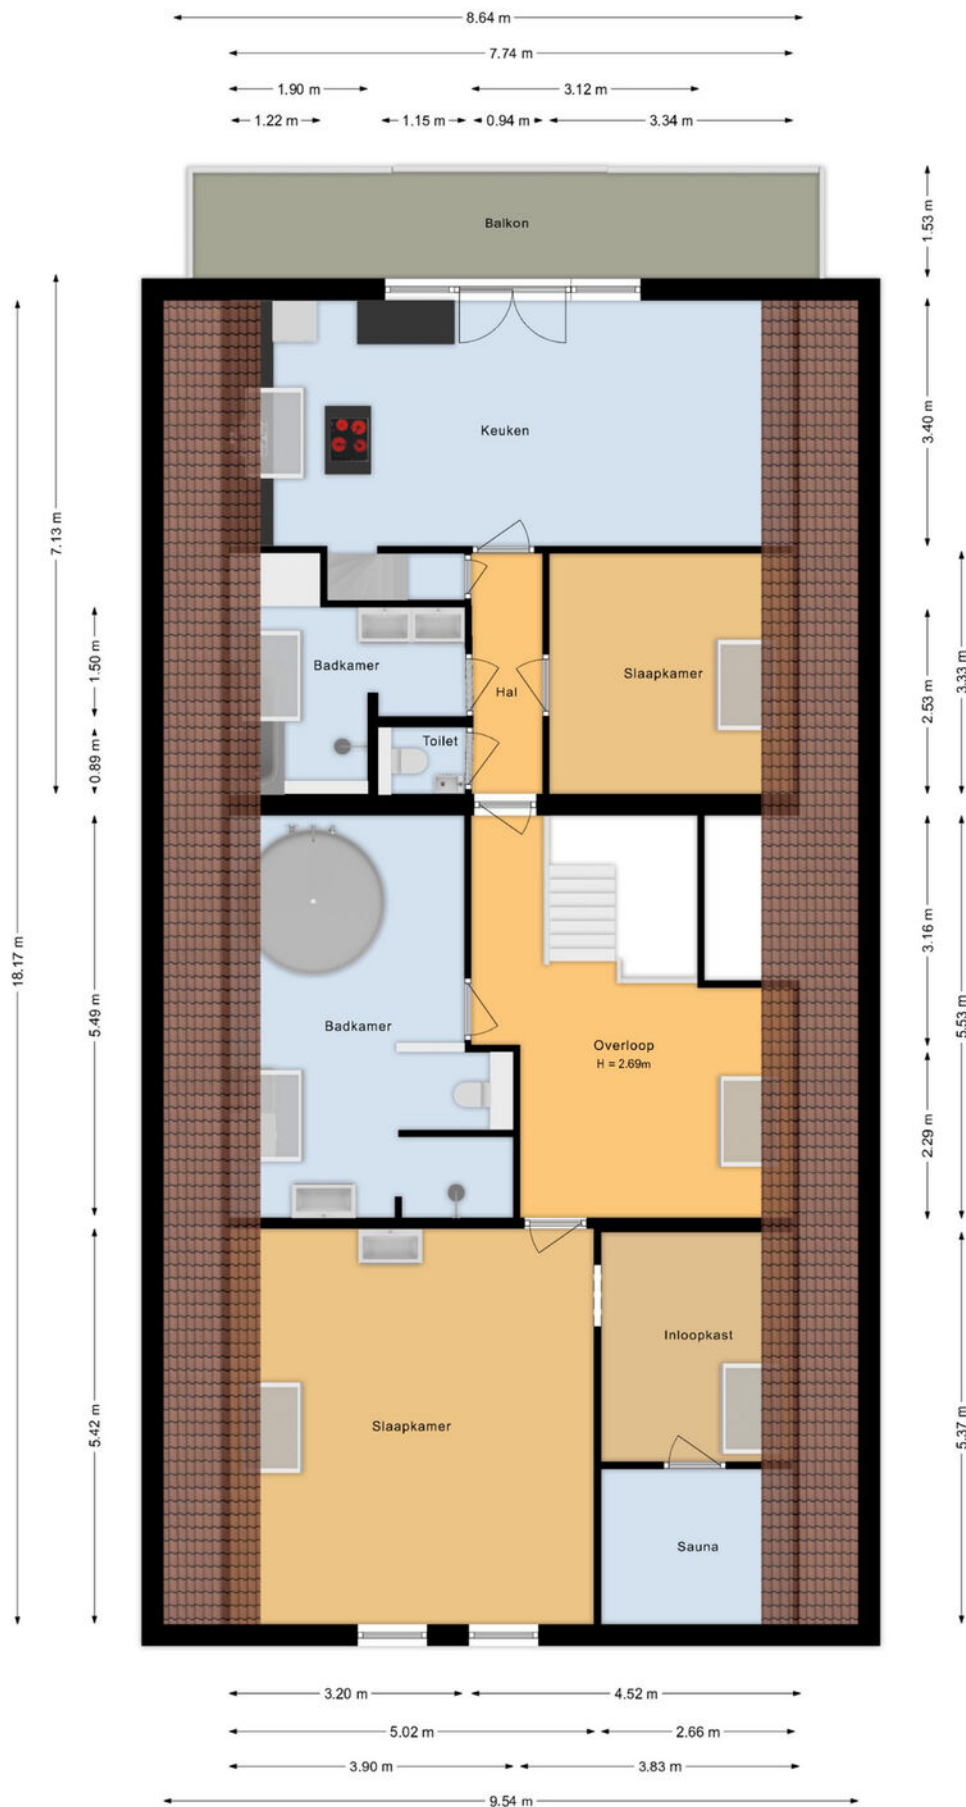 8.64 m
7.74 m
1.90 m
3.12 m
1.22 m
1.15 m
0.94 m
3.34 m
Balkon
1.53 m
7.13 m
Keuken
3.40 m
1.50 m
Badkamer
Hal
Slaapkamer
2.53 m
3.33 m
0.89 m
Toilet
18.17 m
5.49 m
Badkamer
Overloop
H = 2.69m
3.16 m
5.53 m
2.29 m
5.42 m
Slaapkamer
Inloopkast
5.37 m
Sauna
3.20 m
4.52 m
5.02 m
2.66 m
3.90 m
3.83 m
9.54 m